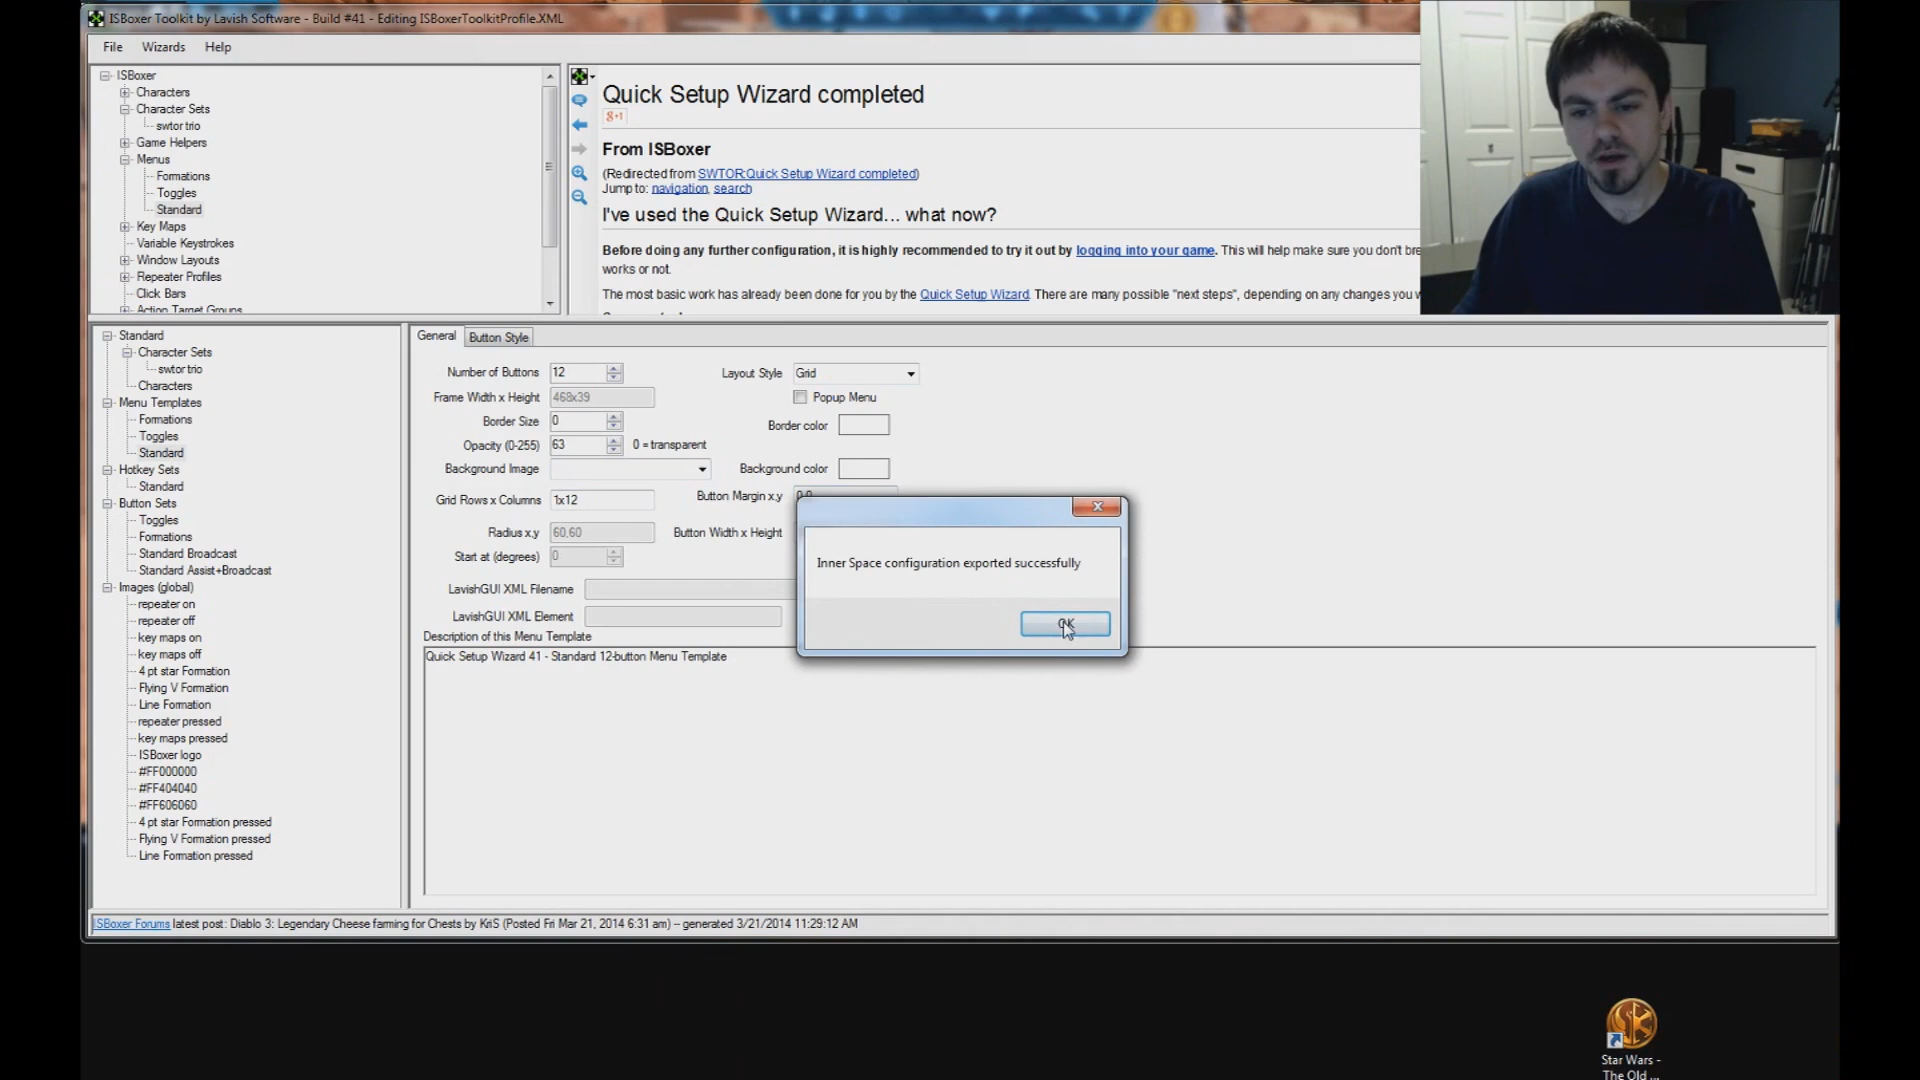 ISBoxer Toolkit by Lavish Software - Build #41 - Editing ISBoxerToolkitProfile.XML
File Wizards Help
ISBoxer
Characters
Character Sets
swtor trio
Game Helpers
Menus
Formations
Toggles
Standard
Key Maps
Variable Keystrokes
Window Layouts
Repeater Profiles
Click Bars
Action Target Groups
Quick Setup Wizard completed
g+1
From ISBoxer
(Redirected from SWTOR:Quick Setup Wizard completed)
Jump to: navigation, search
I've used the Quick Setup Wizard... what now?
Before doing any further configuration, it is highly recommended to try it out by logging into your game. This will help make sure you don't bre
works or not.
The most basic work has already been done for you by the Quick Setup Wizard. There are many possible "next steps", depending on any changes you w
Standard
Character Sets
swtor trio
Characters
Menu Templates
Formations
Toggles
Standard
Hotkey Sets
Standard
Button Sets
Toggles
Formations
Standard Broadcast
Standard Assist+Broadcast
Images (global)
repeater on
repeater off
key maps on
key maps off
4 pt star Formation
Flying V Formation
Line Formation
repeater pressed
key maps pressed
ISBoxer logo
#FF000000
#FF404040
#FF606060
4 pt star Formation pressed
Flying V Formation pressed
Line Formation pressed
General Button Style
Number of Buttons 12 Layout Style Grid
Frame Width x Height 468x39 Popup Menu
Border Size 0 Border color
Opacity (0-255) 63 0 = transparent
Background Image Background color
Grid Rows x Columns 1x12 Button Margin x,y
Radius x,y 60,60 Button Width x Height
Start at (degrees) 0
LavishGUI XML Filename
LavishGUI XML Element
Description of this Menu Template
Quick Setup Wizard 41 - Standard 12-button Menu Template
Inner Space configuration exported successfully
OK
ISBoxer Forums latest post: Diablo 3: Legendary Cheese farming for Chests by KriS (Posted Fri Mar 21, 2014 6:31 am) -- generated 3/21/2014 11:29:12 AM
Star Wars -
The Old ...